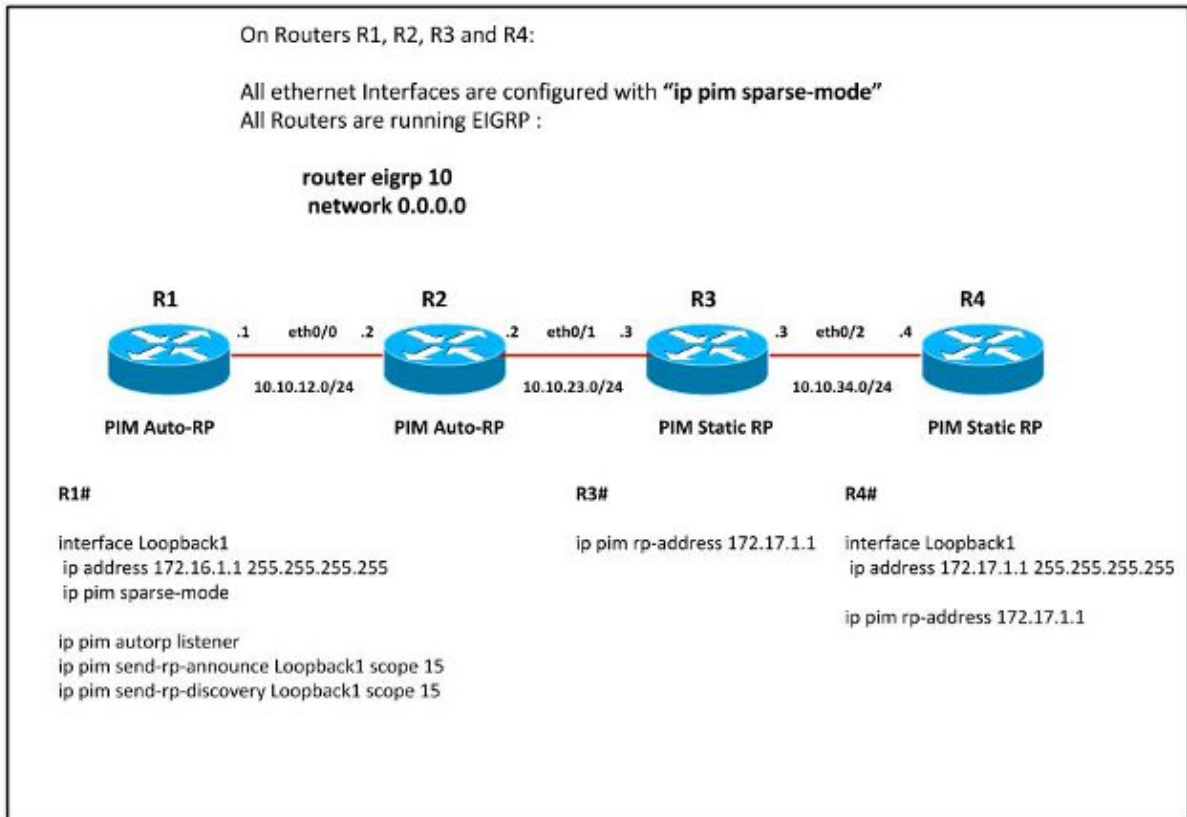 On Routers R1, R2, R3 and R4:
All ethernet Interfaces are configured with “ip pim sparse-mode”
All Routers are running EIGRP :
router eigrp 10
network 0.0.0.0
R1
R2
R3
R4
.1 eth0/0 .2
.2 eth0/1 .3
.3 eth0/2 .4
10.10.12.0/24
10.10.23.0/24
10.10.34.0/24
PIM Auto-RP
PIM Auto-RP
PIM Static RP
PIM Static RP
R1#
interface Loopback1
ip address 172.16.1.1 255.255.255.255
ip pim sparse-mode
ip pim autorp listener
ip pim send-rp-announce Loopback1 scope 15
ip pim send-rp-discovery Loopback1 scope 15
R3#
ip pim rp-address 172.17.1.1
R4#
interface Loopback1
ip address 172.17.1.1 255.255.255.255
ip pim rp-address 172.17.1.1